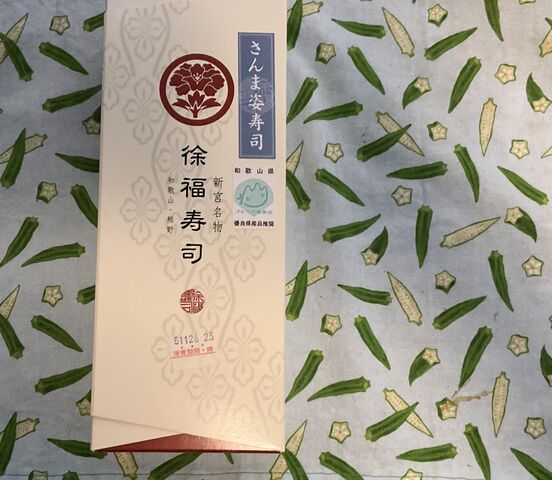 さんま姿寿司
和歌山県
優良県産品推奨
新宮名物
徐福寿司
和歌山・熊野
51126 23
消費期限・時